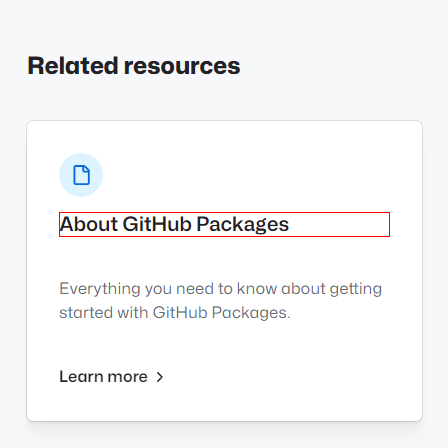 Related resources
About GitHub Packages
Everything you need to know about getting
started with GitHub Packages.
Learn more